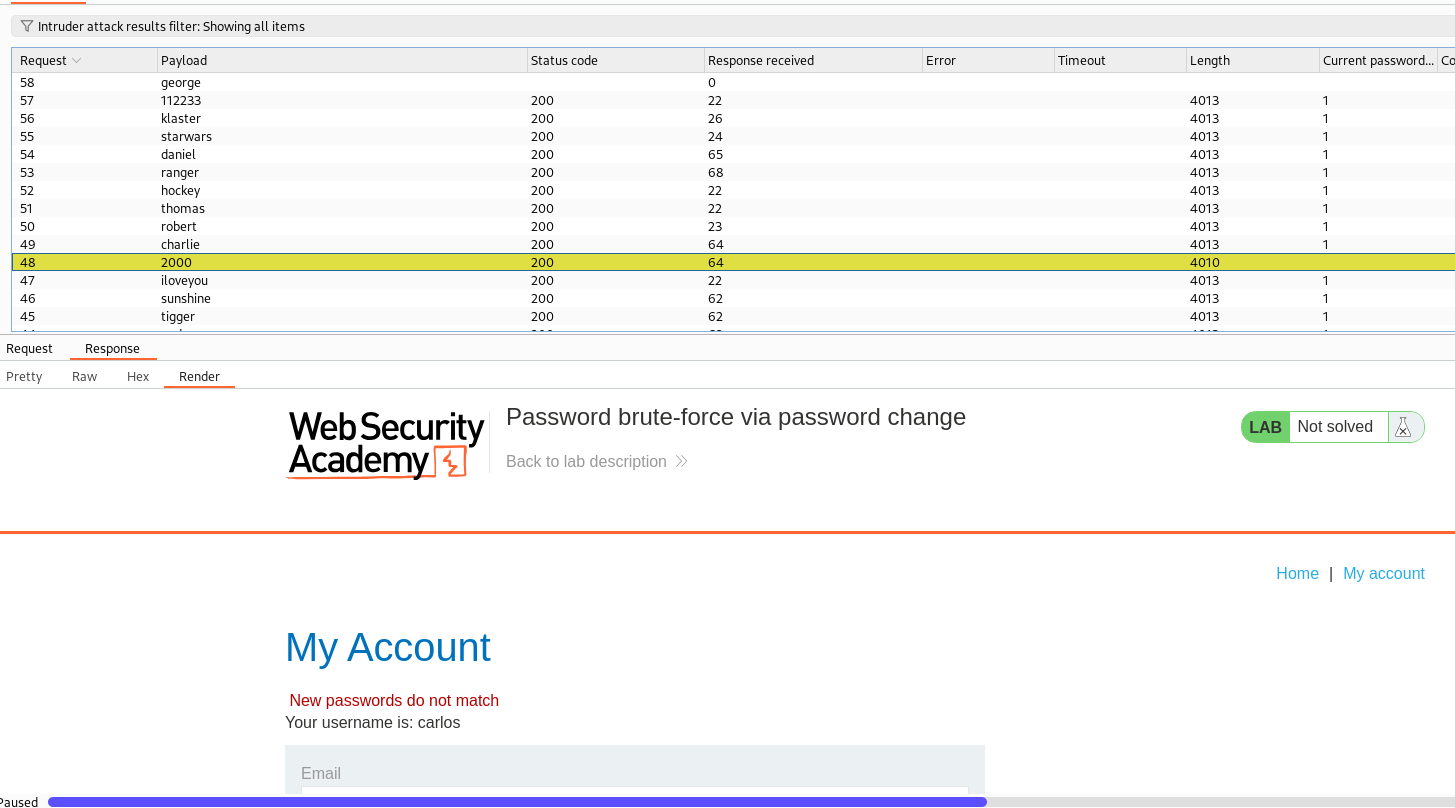 Intruder attack results filter: Showing all items
Request Payload Status code Response received Error Timeout Length Current password... Co
58 george 0
57 112233 200 22 4013 1
56 klaster 200 26 4013 1
55 starwars 200 24 4013 1
54 daniel 200 65 4013 1
53 ranger 200 68 4013 1
52 hockey 200 22 4013 1
51 thomas 200 22 4013 1
50 robert 200 23 4013 1
49 charlie 200 64 4013 1
48 2000 200 64 4010
47 iloveyou 200 22 4013 1
46 sunshine 200 62 4013 1
45 tigger 200 62 4013 1
Request Response
Pretty Raw Hex Render
Web Security
Academy
Password brute-force via password change
Back to lab description
LAB Not solved
Home | My account
My Account
New passwords do not match
Your username is: carlos
Email
Paused